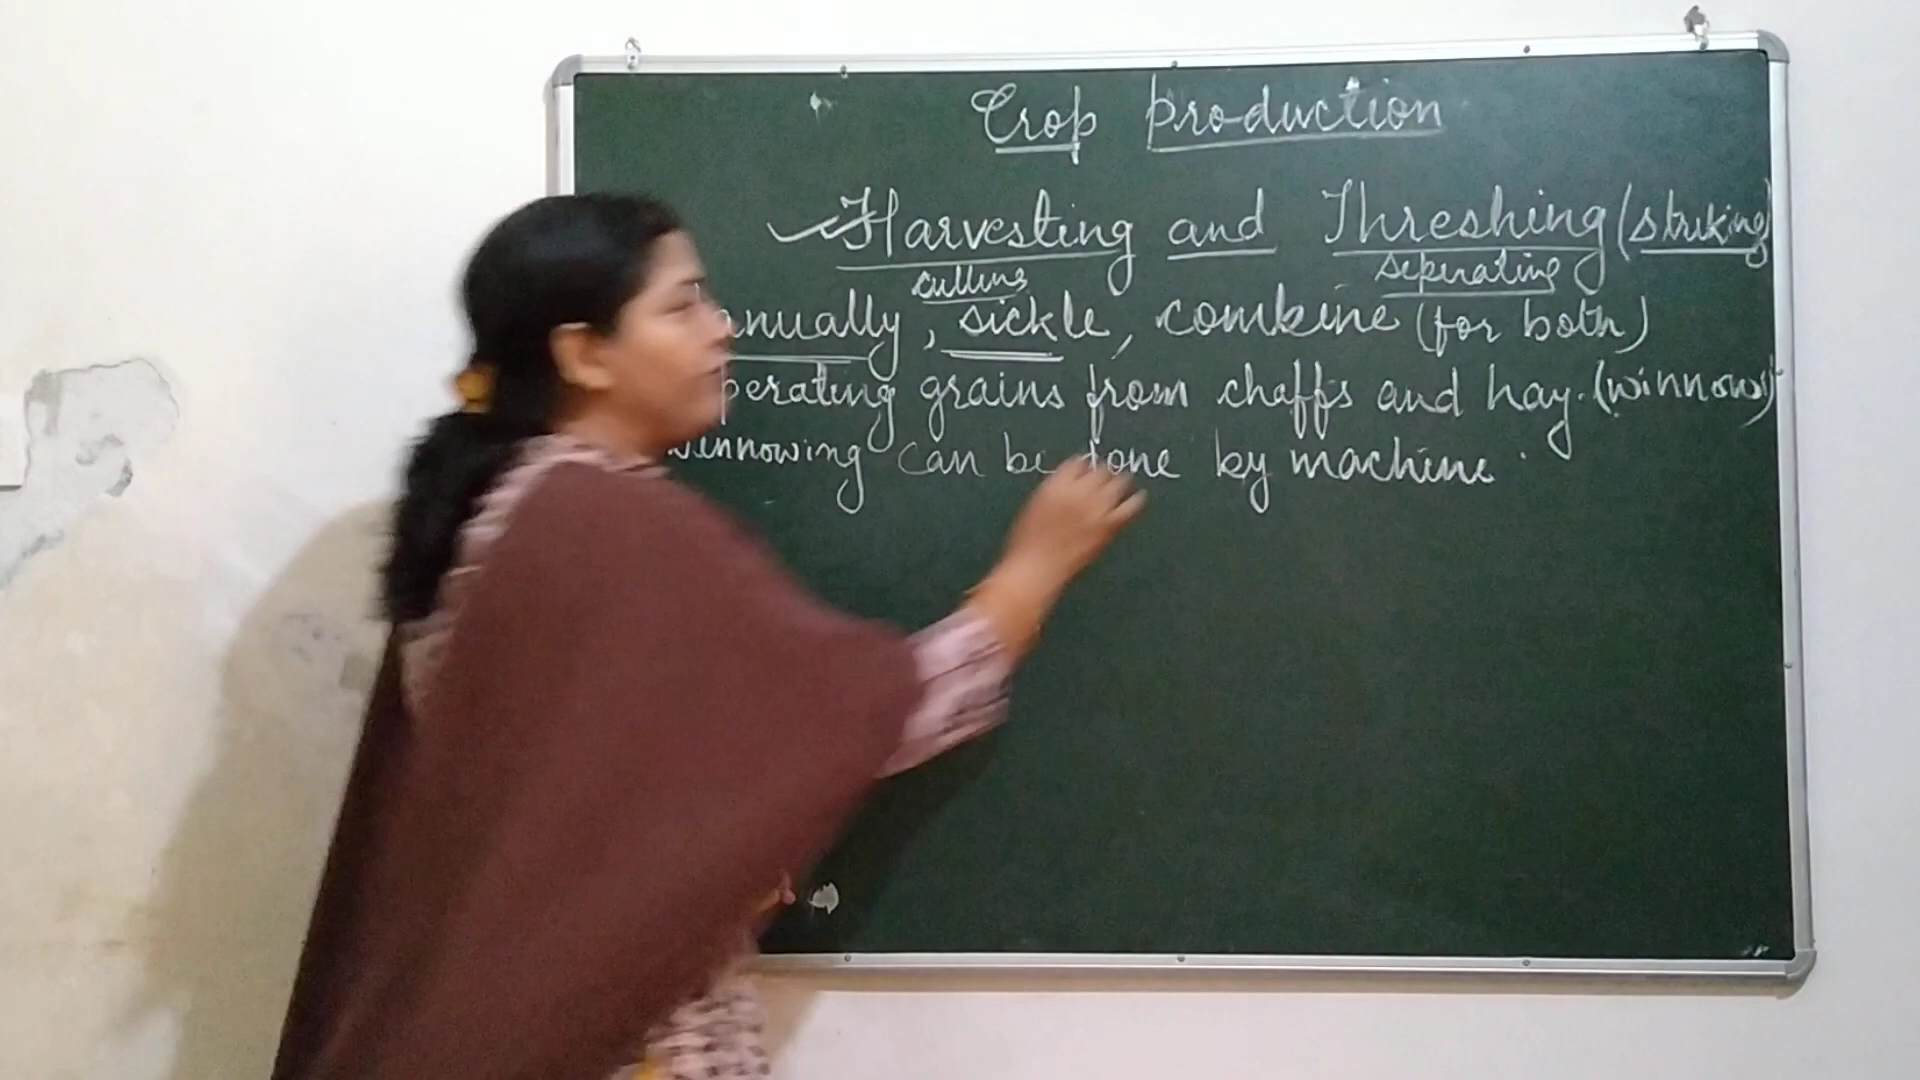 Crop production
Harvesting and Threshing (striking)
cutting seperating
anually, sickle, combine (for both)
perating grains from chaffs and hay. (winnows)
winnowing can be done by machine.